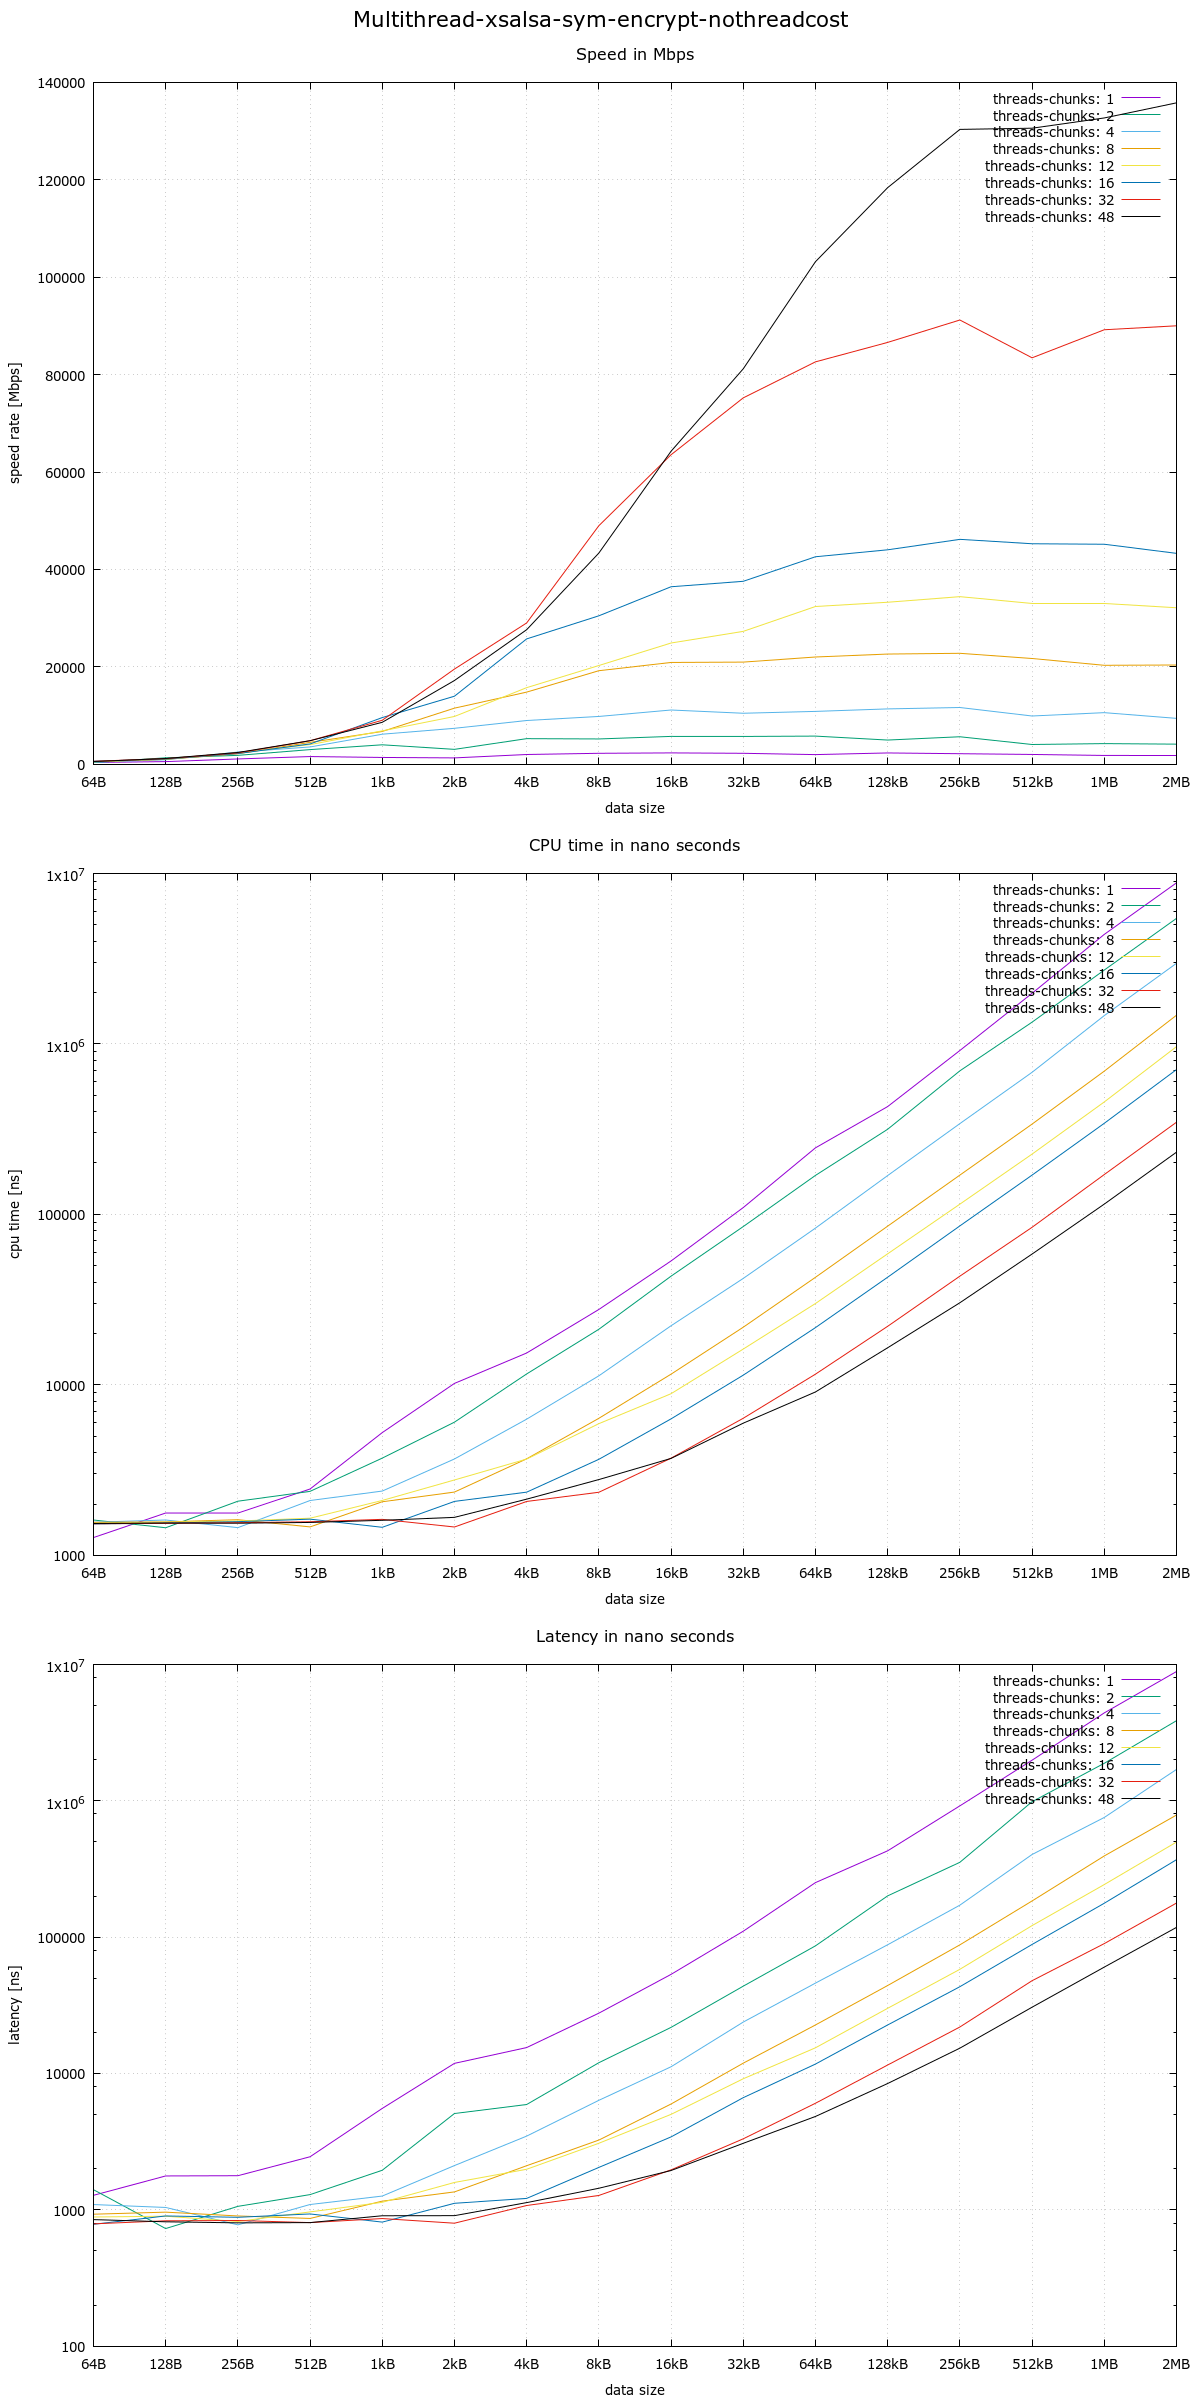 Multithread-xsalsa-sym-encrypt-nothreadcost
Speed in Mbps
140000
120000
100000
80000
60000
40000
20000
0
speed rate [Mbps]
threads-chunks: 1
threads-chunks: 2
threads-chunks: 4
threads-chunks: 8
threads-chunks: 12
threads-chunks: 16
threads-chunks: 32
threads-chunks: 48
64B 128B 256B 512B 1kB 2kB 4kB 8kB 16kB 32kB 64kB 128kB 256kB 512kB 1MB 2MB
data size
CPU time in nano seconds
1x10⁷
1x10⁶
100000
10000
1000
cpu time [ns]
threads-chunks: 1
threads-chunks: 2
threads-chunks: 4
threads-chunks: 8
threads-chunks: 12
threads-chunks: 16
threads-chunks: 32
threads-chunks: 48
64B 128B 256B 512B 1kB 2kB 4kB 8kB 16kB 32kB 64kB 128kB 256kB 512kB 1MB 2MB
data size
Latency in nano seconds
1x10⁷
1x10⁶
100000
10000
1000
100
latency [ns]
threads-chunks: 1
threads-chunks: 2
threads-chunks: 4
threads-chunks: 8
threads-chunks: 12
threads-chunks: 16
threads-chunks: 32
threads-chunks: 48
64B 128B 256B 512B 1kB 2kB 4kB 8kB 16kB 32kB 64kB 128kB 256kB 512kB 1MB 2MB
data size